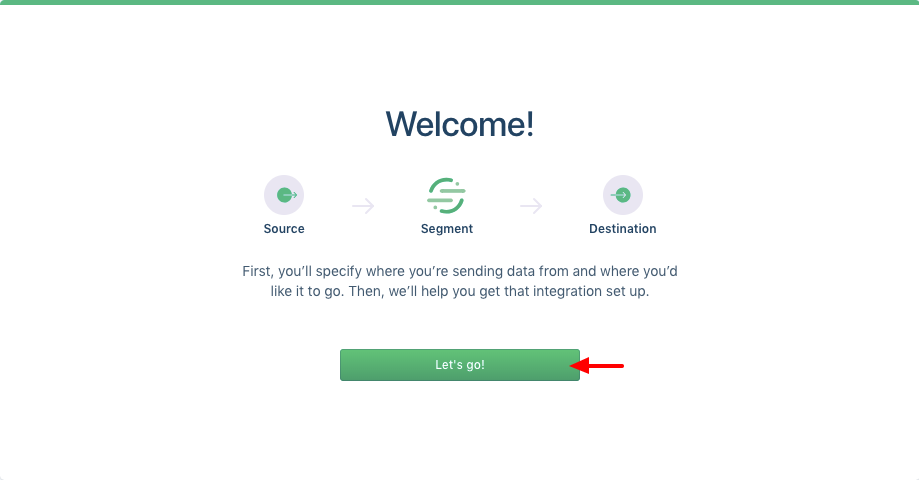 Welcome!
Source
Segment
Destination
First, you’ll specify where you’re sending data from and where you’d
like it to go. Then, we’ll help you get that integration set up.
Let's go!